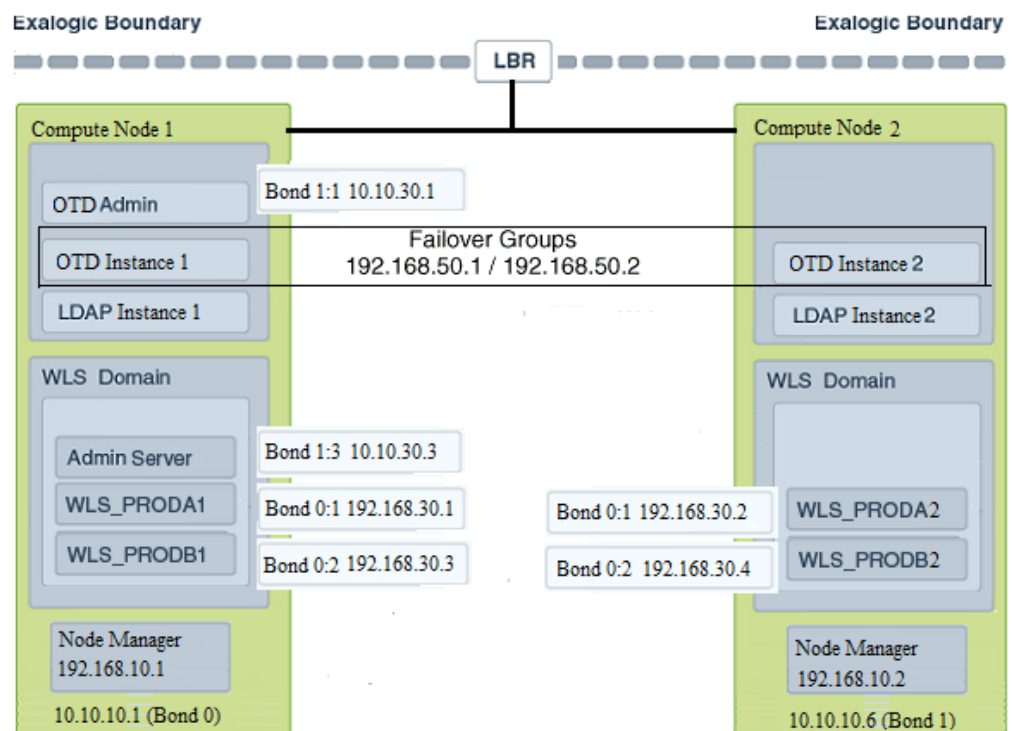 Exalogic Boundary
Exalogic Boundary
LBR
Compute Node 1
OTD Admin
Bond 1:1 10.10.30.1
OTD Instance 1
LDAP Instance 1
Failover Groups
192.168.50.1 / 192.168.50.2
Compute Node 2
OTD Instance 2
LDAP Instance 2
WLS Domain
Admin Server
Bond 1:3 10.10.30.3
WLS_PRODA1
Bond 0:1 192.168.30.1
WLS_PRODB1
Bond 0:2 192.168.30.3
WLS Domain
Bond 0:1 192.168.30.2
WLS_PRODA2
Bond 0:2 192.168.30.4
WLS_PRODB2
Node Manager
192.168.10.1
10.10.10.1 (Bond 0)
Node Manager
192.168.10.2
10.10.10.6 (Bond 1)